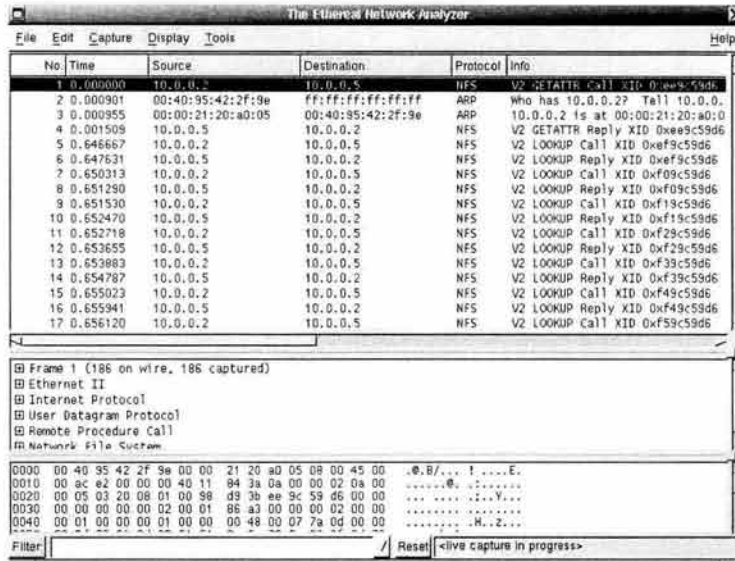 The Ethereal Network Analyzer
File Edit Capture Display Tools Help
No. Time Source Destination Protocol Info
1 0.000000 10.0.0.2 10.0.0.5 NFS V2 GETATTR Call XID 0xee9c59d6
2 0.000901 00:40:95:42:2f:9e ff:ff:ff:ff:ff:ff ARP Who has 10.0.0.2? Tell 10.0.0.
3 0.000955 00:00:21:20:a0:05 00:40:95:42:2f:9e ARP 10.0.0.2 is at 00:00:21:20:a0:0
4 0.001509 10.0.0.5 10.0.0.2 NFS V2 GETATTR Reply XID 0xee9c59d6
5 0.646667 10.0.0.2 10.0.0.5 NFS V2 LOOKUP Call XID 0xef9c59d6
6 0.647631 10.0.0.5 10.0.0.2 NFS V2 LOOKUP Reply XID 0xef9c59d6
7 0.650313 10.0.0.2 10.0.0.5 NFS V2 LOOKUP Call XID 0xf09c59d6
8 0.651290 10.0.0.5 10.0.0.2 NFS V2 LOOKUP Reply XID 0xf09c59d6
9 0.651530 10.0.0.2 10.0.0.5 NFS V2 LOOKUP Call XID 0xf19c59d6
10 0.652470 10.0.0.5 10.0.0.2 NFS V2 LOOKUP Reply XID 0xf19c59d6
11 0.652718 10.0.0.2 10.0.0.5 NFS V2 LOOKUP Call XID 0xf29c59d6
12 0.653655 10.0.0.5 10.0.0.2 NFS V2 LOOKUP Reply XID 0xf29c59d6
13 0.653883 10.0.0.2 10.0.0.5 NFS V2 LOOKUP Call XID 0xf39c59d6
14 0.654787 10.0.0.5 10.0.0.2 NFS V2 LOOKUP Reply XID 0xf39c59d6
15 0.655023 10.0.0.2 10.0.0.5 NFS V2 LOOKUP Call XID 0xf49c59d6
16 0.655941 10.0.0.5 10.0.0.2 NFS V2 LOOKUP Reply XID 0xf49c59d6
17 0.656120 10.0.0.2 10.0.0.5 NFS V2 LOOKUP Call XID 0xf59c59d6
Frame 1 (186 on wire, 186 captured)
Ethernet II
Internet Protocol
User Datagram Protocol
Remote Procedure Call
Network File System
0000 00 40 95 42 2f 9e 00 00 21 20 a0 05 08 00 45 00 .@.B/... ! ....E.
0010 00 ac e2 00 00 00 40 11 84 3a 0a 00 00 02 0a 00 ......@. .:......
0020 00 05 03 20 08 01 00 98 d9 3b ee 9c 59 d6 00 00 ... .... .;..Y...
0030 00 00 00 00 00 02 00 01 86 a3 00 00 00 02 00 00 ........ ........
0040 00 01 00 00 00 01 00 00 00 48 00 07 7a 0d 00 00 ........ .H..z...
Filter: Reset <live capture in progress>